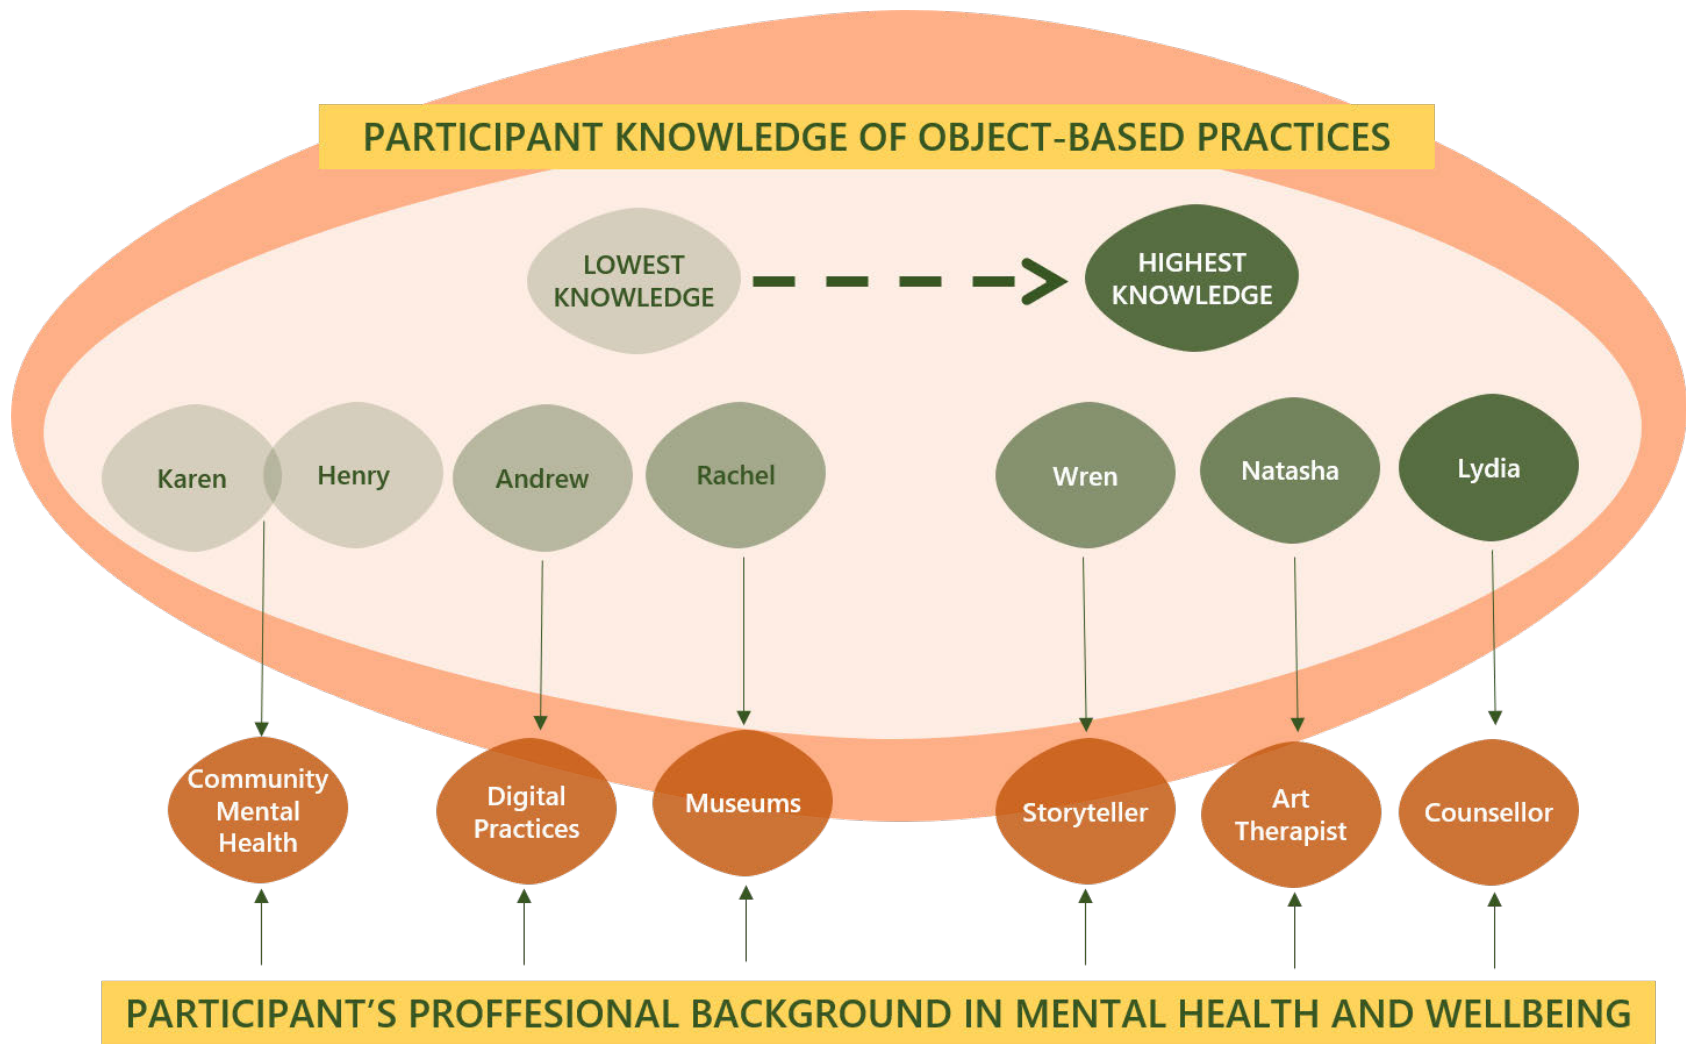 PARTICIPANT KNOWLEDGE OF OBJECT-BASED PRACTICES
LOWEST
KNOWLEDGE
HIGHEST
KNOWLEDGE
Karen
Henry
Andrew
Rachel
Wren
Natasha
Lydia
Community
Mental
Health
Digital
Practices
Museums
Storyteller
Art
Therapist
Counsellor
PARTICIPANT’S PROFFESIONAL BACKGROUND IN MENTAL HEALTH AND WELLBEING